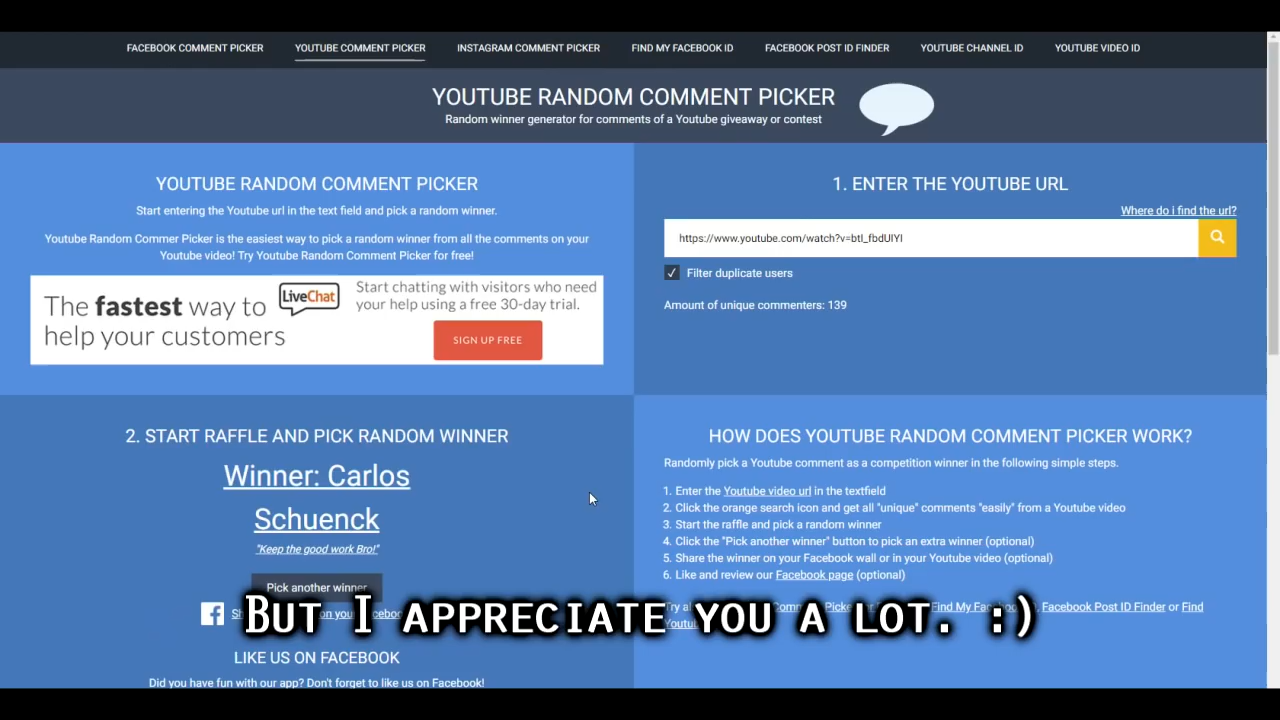 FACEBOOK COMMENT PICKER YOUTUBE COMMENT PICKER INSTAGRAM COMMENT PICKER FIND MY FACEBOOK ID FACEBOOK POST ID FINDER YOUTUBE CHANNEL ID YOUTUBE VIDEO ID
YOUTUBE RANDOM COMMENT PICKER
Random winner generator for comments of a Youtube giveaway or contest
YOUTUBE RANDOM COMMENT PICKER
Start entering the Youtube url in the text field and pick a random winner.
Youtube Random Commer Picker is the easiest way to pick a random winner from all the comments on your
Youtube video! Try Youtube Random Comment Picker for free!
The fastest way to
help your customers
LiveChat
Start chatting with visitors who need
your help using a free 30-day trial.
SIGN UP FREE
1. ENTER THE YOUTUBE URL
Where do i find the url?
https://www.youtube.com/watch?v=btI_fbdUIYI
Filter duplicate users
Amount of unique commenters: 139
2. START RAFFLE AND PICK RANDOM WINNER
Winner: Carlos
Schuenck
"Keep the good work Bro!"
Pick another winner
on your
LIKE US ON FACEBOOK
Did you have fun with our app? Don't forget to like us on Facebook!
HOW DOES YOUTUBE RANDOM COMMENT PICKER WORK?
Randomly pick a Youtube comment as a competition winner in the following simple steps.
1. Enter the Youtube video url in the textfield
2. Click the orange search icon and get all "unique" comments "easily" from a Youtube video
3. Start the raffle and pick a random winner
4. Click the "Pick another winner" button to pick an extra winner (optional)
5. Share the winner on your Facebook wall or in your Youtube video (optional)
6. Like and review our Facebook page (optional)
Find My , Facebook Post ID Finder or Find
But I appreciate you a lot. :)